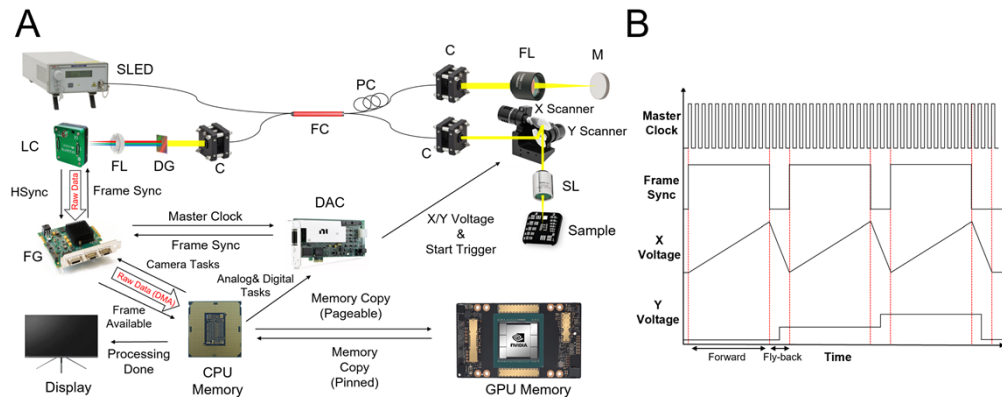 A
SLED
LC
FL
DG
C
FC
PC
C
FL
M
X Scanner
Y Scanner
C
SL
Sample
HSync
Raw Data
Frame Sync
FG
Master Clock
Frame Sync
DAC
X/Y Voltage
&
Start Trigger
Camera Tasks
Raw Data (DMA)
Analog& Digital
Tasks
Frame
Available
Processing
Done
Display
CPU
Memory
Memory Copy
(Pageable)
Memory
Copy
(Pinned)
NVIDIA
GPU Memory
B
Master
Clock
Frame
Sync
X
Voltage
Y
Voltage
Forward
Fly-back
Time